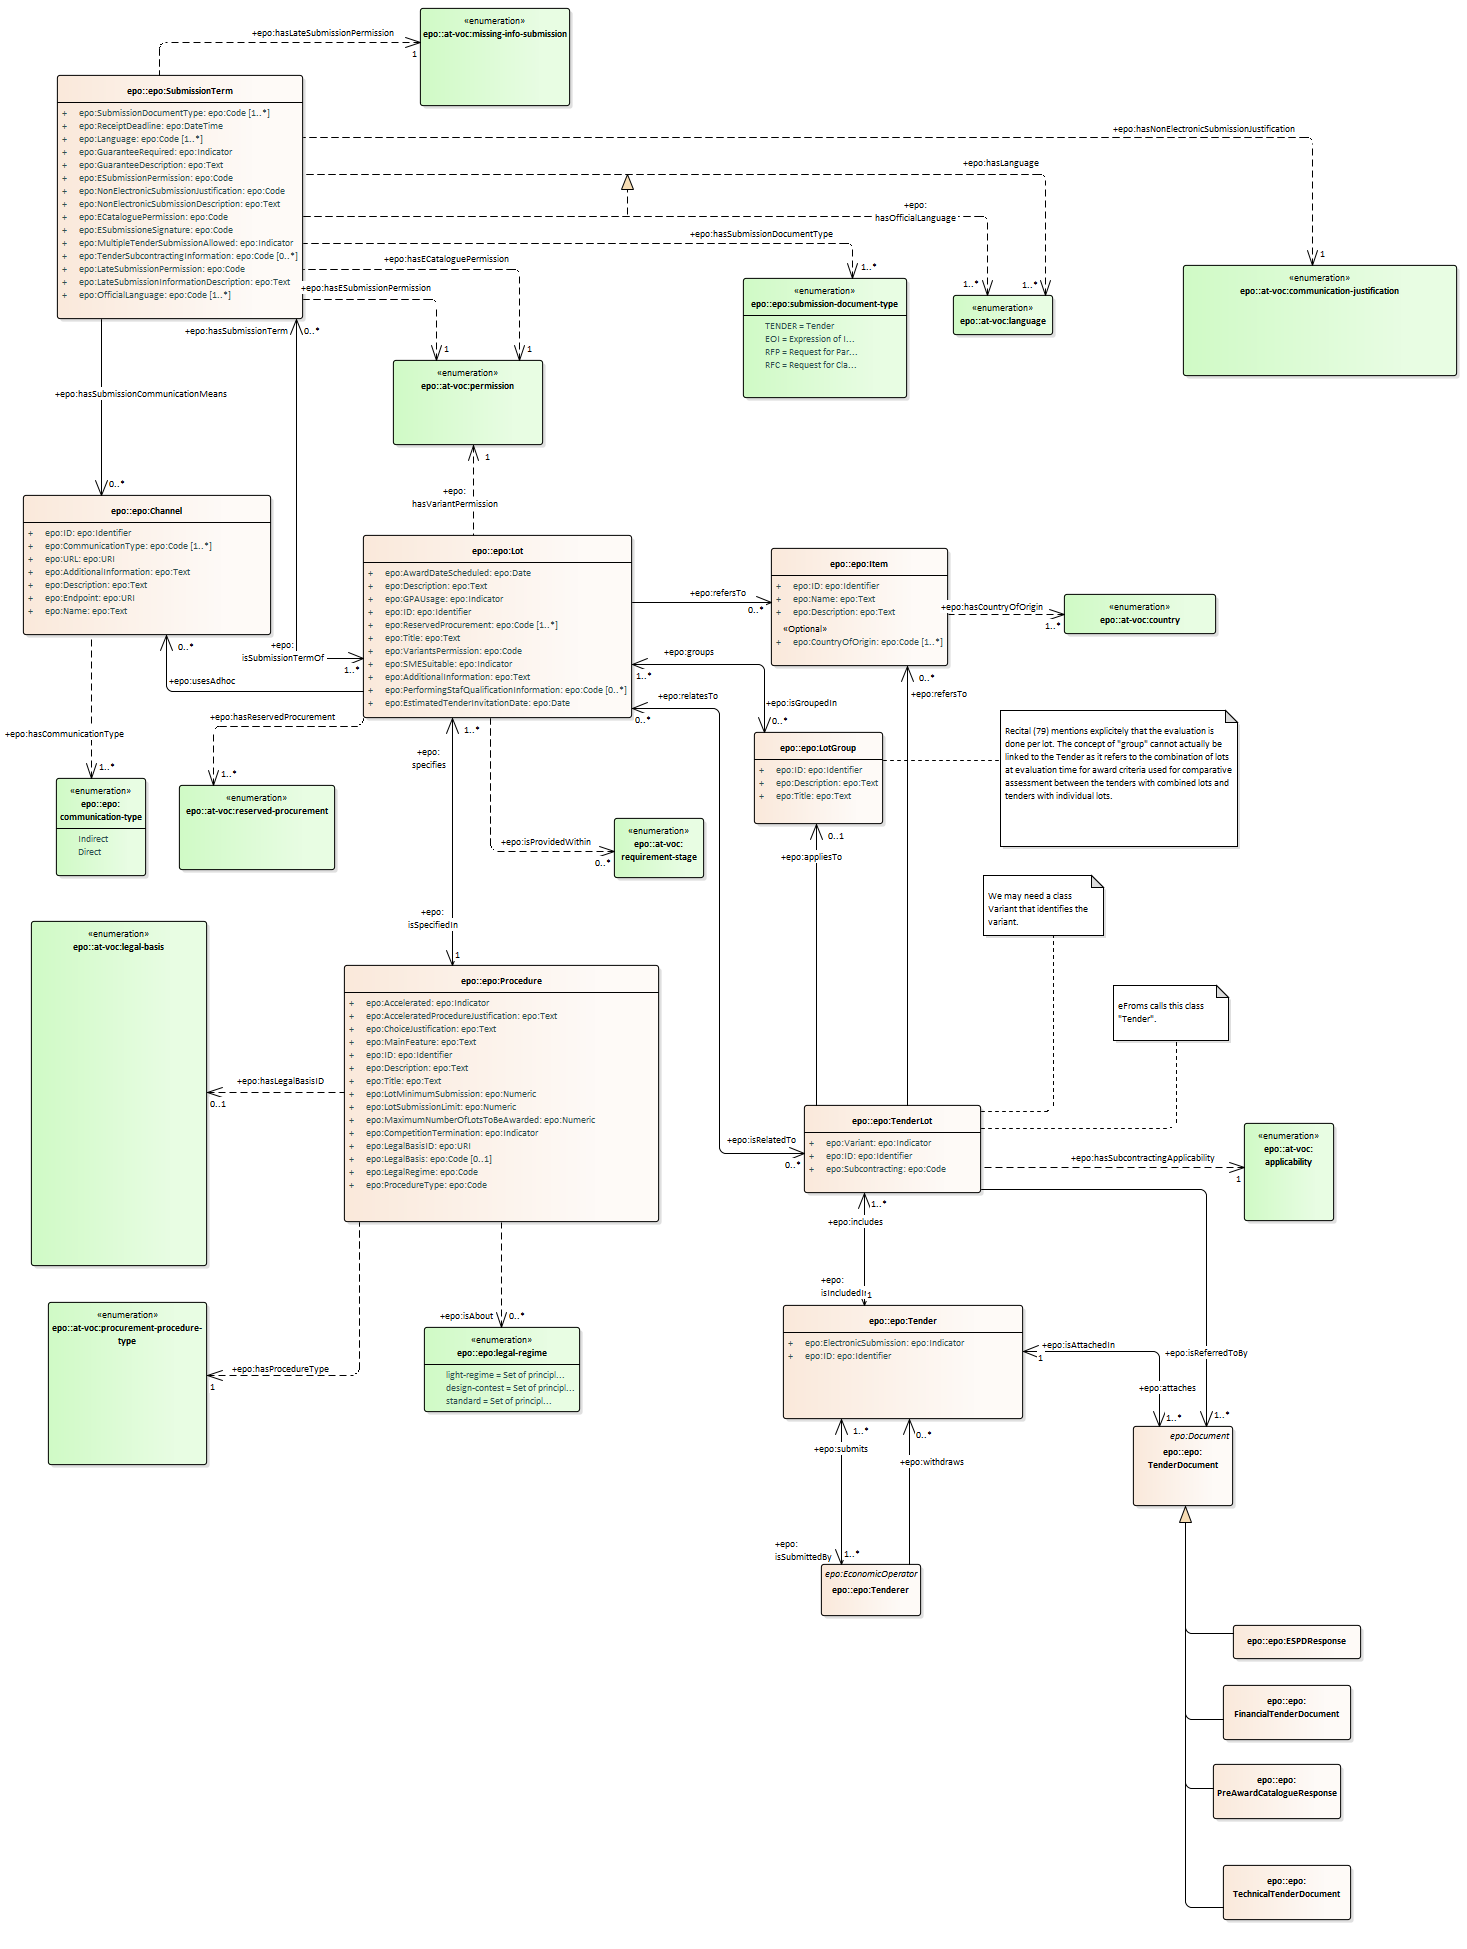 «enumeration»
epo::at-voc:missing-info-submission
+epo:hasLateSubmissionPermission
1
epo::epo:SubmissionTerm
+ epo:SubmissionDocumentType: epo:Code [1..*]
+ epo:ReceiptDeadline: epo:DateTime
+ epo:Language: epo:Code [1..*]
+ epo:GuaranteeRequired: epo:Indicator
+ epo:GuaranteeDescription: epo:Text
+ epo:ESubmissionPermission: epo:Code
+ epo:NonElectronicSubmissionJustification: epo:Code
+ epo:NonElectronicSubmissionDescription: epo:Text
+ epo:ECataloguePermission: epo:Code
+ epo:ESubmissioneSignature: epo:Code
+ epo:MultipleTenderSubmissionAllowed: epo:Indicator
+ epo:TenderSubcontractingInformation: epo:Code [0..*]
+ epo:LateSubmissionPermission: epo:Code
+ epo:LateSubmissionInformationDescription: epo:Text
+ epo:OfficialLanguage: epo:Code [1..*]
+epo:hasNonElectronicSubmissionJustification
1
+epo:hasLanguage
1..*
+epo:
hasOfficialLanguage
1..*
+epo:hasSubmissionDocumentType
1..*
+epo:hasECataloguePermission
1
+epo:hasESubmissionPermission
1
«enumeration»
epo::at-voc:communication-justification
«enumeration»
epo::epo:submission-document-type
TENDER = Tender
EOI = Expression of I...
RFP = Request for Par...
RFC = Request for Cla...
«enumeration»
epo::at-voc:language
+epo:hasSubmissionTerm
0..*
«enumeration»
epo::at-voc:permission
+epo:hasSubmissionCommunicationMeans
0..*
1
+epo:
hasVariantPermission
epo::epo:Channel
+ epo:ID: epo:Identifier
+ epo:CommunicationType: epo:Code [1..*]
+ epo:URL: epo:URI
+ epo:AdditionalInformation: epo:Text
+ epo:Description: epo:Text
+ epo:Endpoint: epo:URI
+ epo:Name: epo:Text
epo::epo:Lot
+ epo:AwardDateScheduled: epo:Date
+ epo:Description: epo:Text
+ epo:GPAUsage: epo:Indicator
+ epo:ID: epo:Identifier
+ epo:ReservedProcurement: epo:Code [1..*]
+ epo:Title: epo:Text
+ epo:VariantsPermission: epo:Code
+ epo:SMESuitable: epo:Indicator
+ epo:AdditionalInformation: epo:Text
+ epo:PerformingStafQualificationInformation: epo:Code [0..*]
+ epo:EstimatedTenderInvitationDate: epo:Date
+epo:refersTo
0..*
epo::epo:Item
+ epo:ID: epo:Identifier
+ epo:Name: epo:Text
+ epo:Description: epo:Text
«Optional»
+ epo:CountryOfOrigin: epo:Code [1..*]
+epo:hasCountryOfOrigin
1..*
«enumeration»
epo::at-voc:country
+epo:
isSubmissionTermOf
1..*
0..*
+epo:usesAdhoc
+epo:groups
1..*
+epo:isGroupedIn
0..*
+epo:relatesTo
0..*
0..*
+epo:refersTo
+epo:hasReservedProcurement
1..*
+epo:hasCommunicationType
1..*
1..*
+epo:
specifies
epo::epo:LotGroup
+ epo:ID: epo:Identifier
+ epo:Description: epo:Text
+ epo:Title: epo:Text
Recital (79) mentions explicitely that the evaluation is
done per lot. The concept of "group" cannot actually be
linked to the Tender as it refers to the combination of lots
at evaluation time for award criteria used for comparative
assessment between the tenders with combined lots and
tenders with individual lots.
«enumeration»
epo::epo:
communication-type
Indirect
Direct
«enumeration»
epo::at-voc:reserved-procurement
+epo:isProvidedWithin
0..*
«enumeration»
epo::at-voc:
requirement-stage
0..1
+epo:appliesTo
We may need a class
Variant that identifies the
variant.
+epo:
isSpecifiedIn
1
«enumeration»
epo::at-voc:legal-basis
epo::epo:Procedure
+ epo:Accelerated: epo:Indicator
+ epo:AcceleratedProcedureJustification: epo:Text
+ epo:ChoiceJustification: epo:Text
+ epo:MainFeature: epo:Text
+ epo:ID: epo:Identifier
+ epo:Description: epo:Text
+ epo:Title: epo:Text
+ epo:LotMinimumSubmission: epo:Numeric
+ epo:LotSubmissionLimit: epo:Numeric
+ epo:MaximumNumberOfLotsToBeAwarded: epo:Numeric
+ epo:CompetitionTermination: epo:Indicator
+ epo:LegalBasisID: epo:URI
+ epo:LegalBasis: epo:Code [0..1]
+ epo:LegalRegime: epo:Code
+ epo:ProcedureType: epo:Code
eFroms calls this class
"Tender".
+epo:hasLegalBasisID
0..1
+epo:isRelatedTo
0..*
epo::epo:TenderLot
+ epo:Variant: epo:Indicator
+ epo:ID: epo:Identifier
+ epo:Subcontracting: epo:Code
+epo:hasSubcontractingApplicability
1
«enumeration»
epo::at-voc:
applicability
1..*
+epo:includes
+epo:
isIncludedIn
1
«enumeration»
epo::at-voc:procurement-procedure-
type
+epo:hasProcedureType
1
+epo:isAbout
0..*
«enumeration»
epo::epo:legal-regime
light-regime = Set of principl...
design-contest = Set of principl...
standard = Set of principl...
epo::epo:Tender
+ epo:ElectronicSubmission: epo:Indicator
+ epo:ID: epo:Identifier
+epo:isAttachedIn
1
+epo:isReferredToBy
+epo:attaches
1..*
1..*
epo:Document
epo::epo:
TenderDocument
1..*
+epo:submits
0..*
+epo:withdraws
+epo:
isSubmittedBy
1..*
epo:EconomicOperator
epo::epo:Tenderer
epo::epo:ESPDResponse
epo::epo:
FinancialTenderDocument
epo::epo:
PreAwardCatalogueResponse
epo::epo:
TechnicalTenderDocument